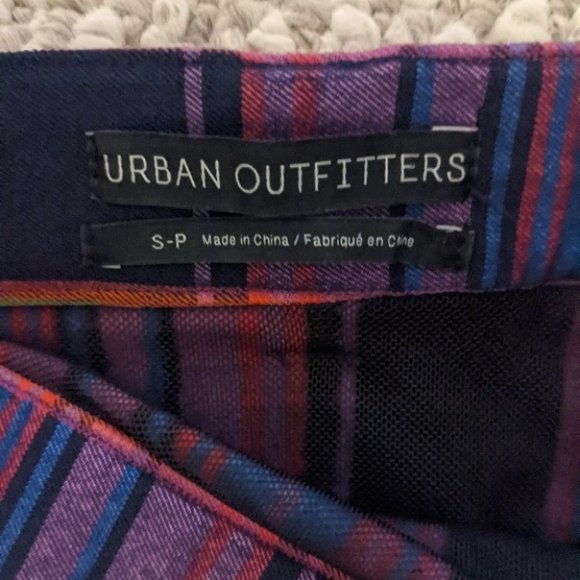 URBAN OUTFITTERS
S-P Made in China / Fabriqué en Chine